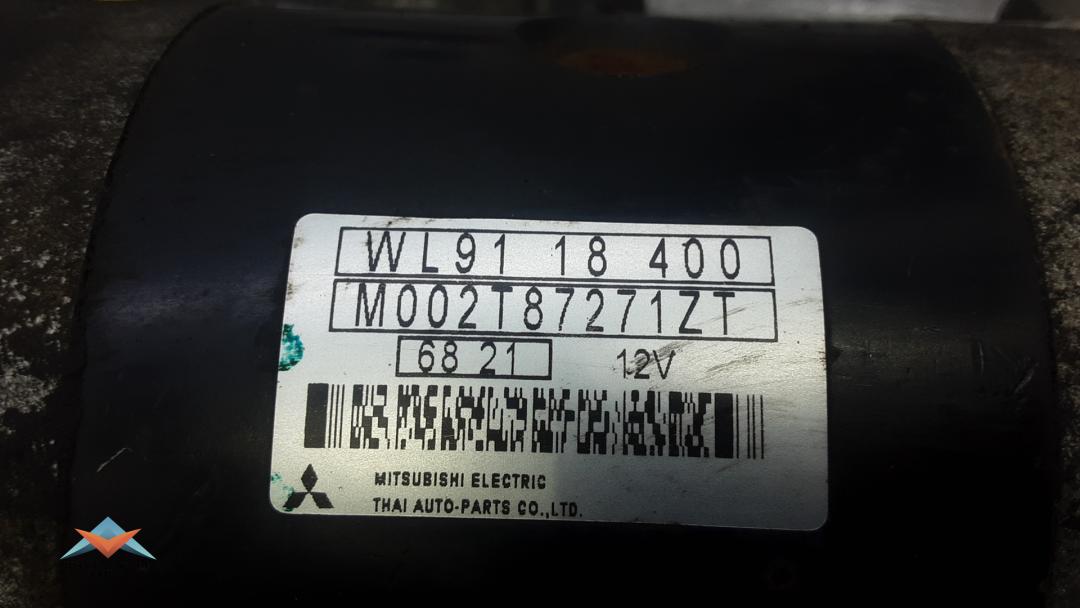 WL91 18 400
M002T87271ZT
68 21 12V
MITSUBISHI ELECTRIC
THAI AUTO-PARTS CO.,LTD.